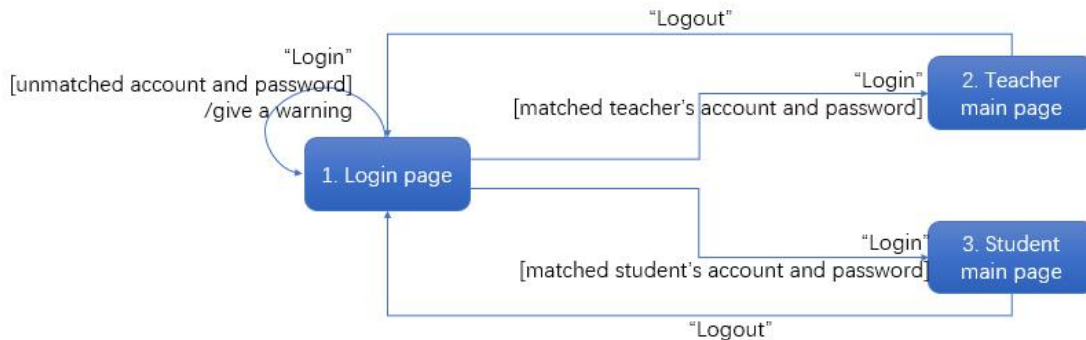 “Logout”
“Login”
[unmatched account and password]
/give a warning
“Login”
[matched teacher’s account and password]
2. Teacher
main page
1. Login page
“Login”
[matched student’s account and password]
3. Student
main page
“Logout”